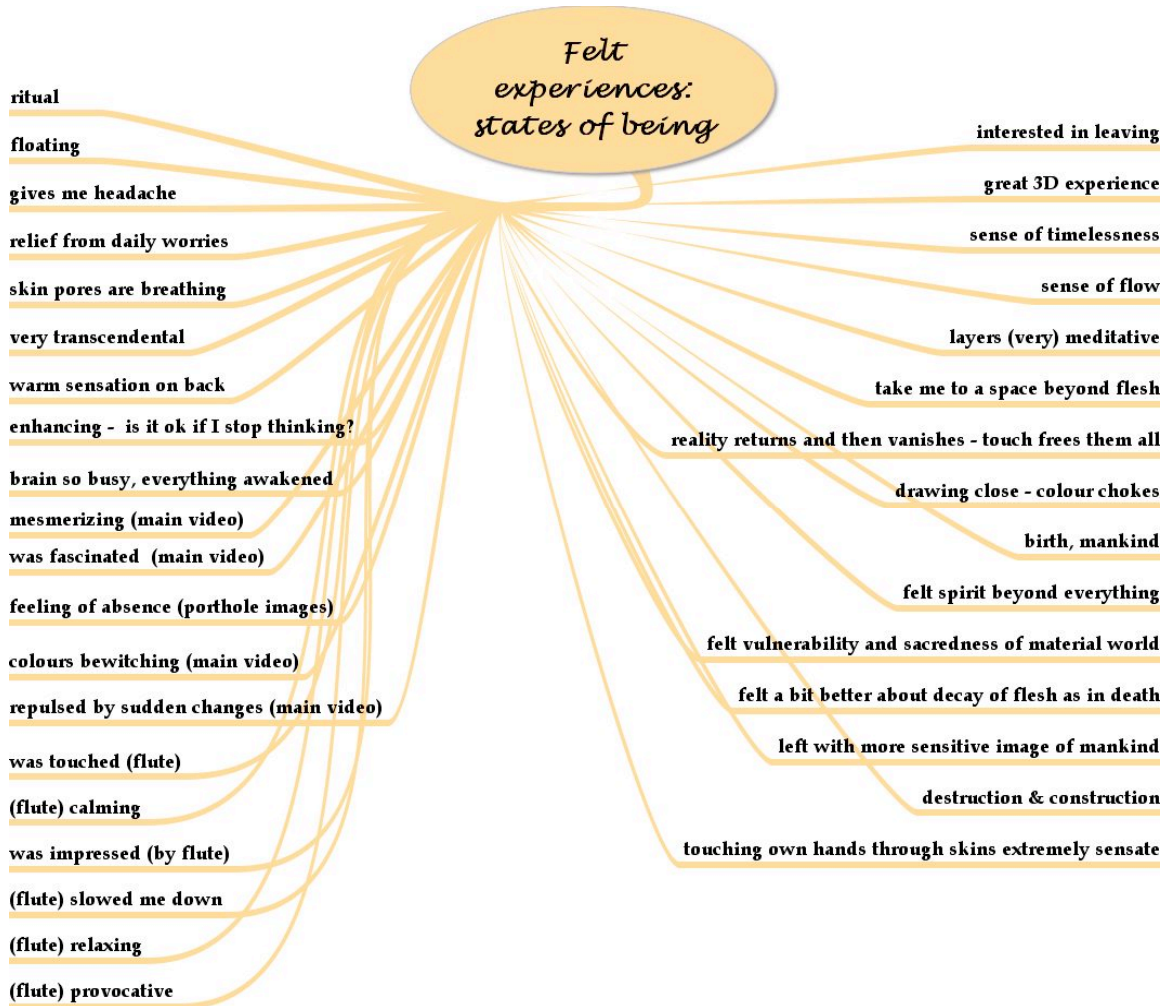 Felt
experiences:
states of being
ritual
floating
gives me headache
relief from daily worries
skin pores are breathing
very transcendental
warm sensation on back
enhancing - is it ok if I stop thinking?
brain so busy, everything awakened
mesmerizing (main video)
was fascinated (main video)
feeling of absence (porthole images)
colours bewitching (main video)
repulsed by sudden changes (main video)
was touched (flute)
(flute) calming
was impressed (by flute)
(flute) slowed me down
(flute) relaxing
(flute) provocative
interested in leaving
great 3D experience
sense of timelessness
sense of flow
layers (very) meditative
take me to a space beyond flesh
reality returns and then vanishes - touch frees them all
drawing close - colour chokes
birth, mankind
felt spirit beyond everything
felt vulnerability and sacredness of material world
felt a bit better about decay of flesh as in death
left with more sensitive image of mankind
destruction & construction
touching own hands through skins extremely sensate